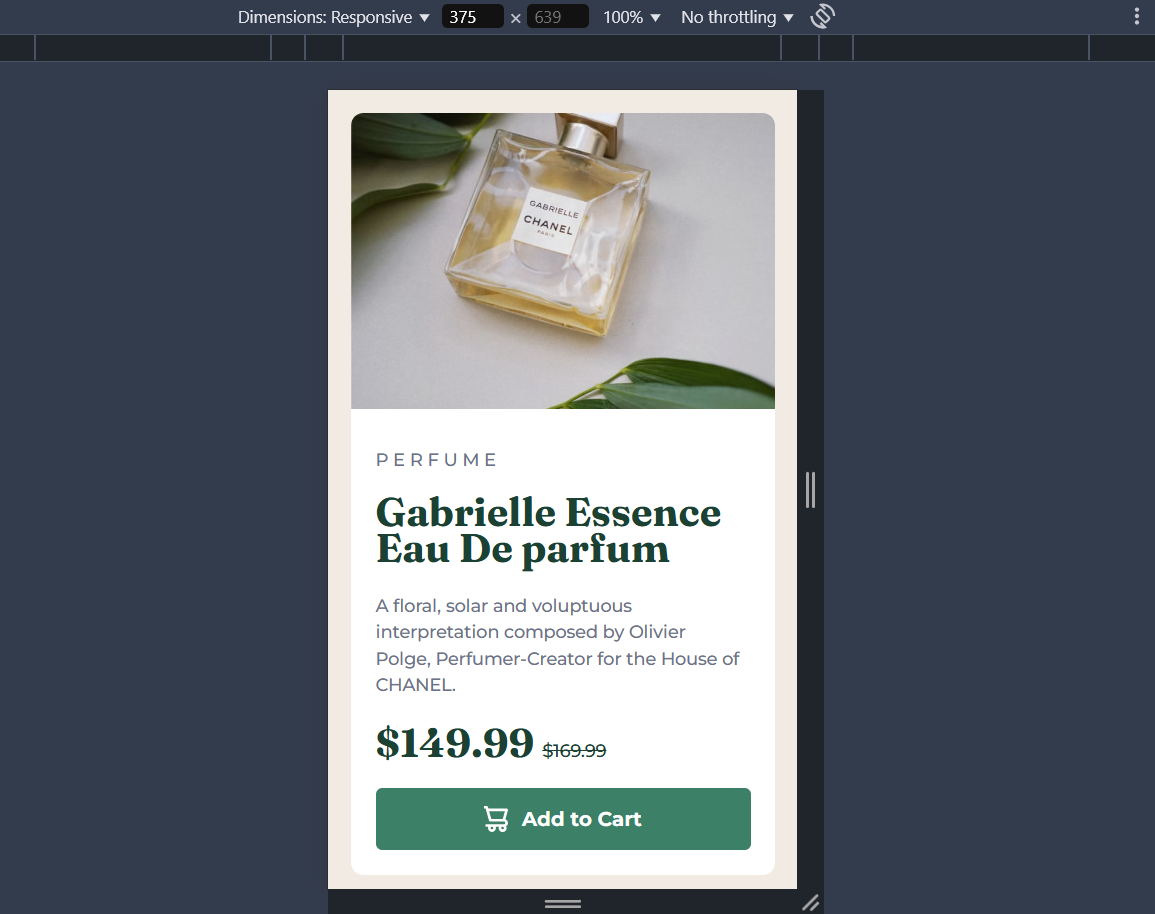 Dimensions: Responsive 375 × 639 100% No throttling
GABRIELLE
CHANEL
PARIS
PERFUME
Gabrielle Essence
Eau De parfum
A floral, solar and voluptuous
interpretation composed by Olivier
Polge, Perfumer-Creator for the House of
CHANEL.
$149.99 $169.99
Add to Cart